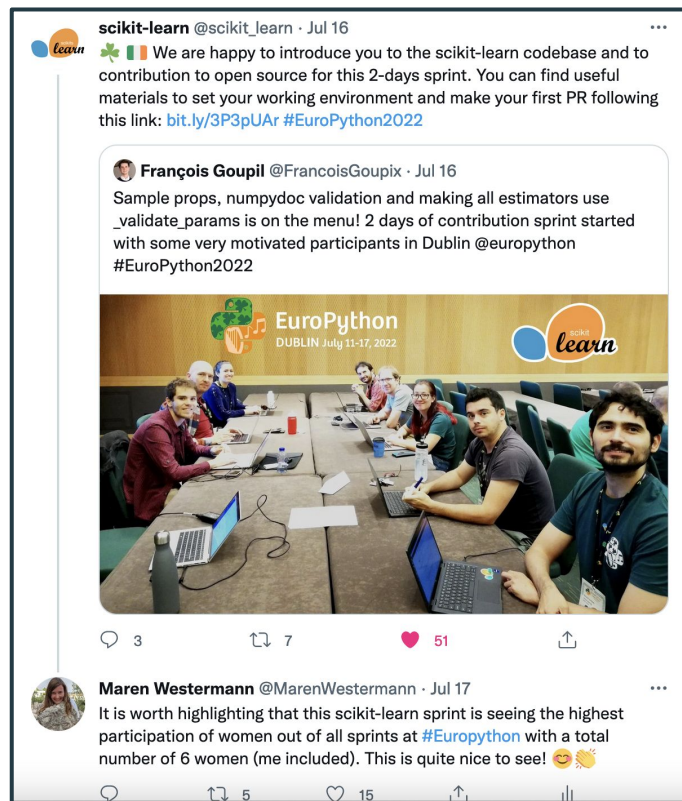 learn
scikit-learn @scikit_learn · Jul 16
☘️ 🇮🇪 We are happy to introduce you to the scikit-learn codebase and to
contribution to open source for this 2-days sprint. You can find useful
materials to set your working environment and make your first PR following
this link: bit.ly/3P3pUAr #EuroPython2022
François Goupil @FrancoisGoupix · Jul 16
Sample props, numpydoc validation and making all estimators use
_validate_params is on the menu! 2 days of contribution sprint started
with some very motivated participants in Dublin @europython
#EuroPython2022
EuroPython
DUBLIN July 11-17, 2022
scikit
learn
3 7 51
Maren Westermann @MarenWestermann · Jul 17
It is worth highlighting that this scikit-learn sprint is seeing the highest
participation of women out of all sprints at #Europython with a total
number of 6 women (me included). This is quite nice to see! 😊👏
5 15